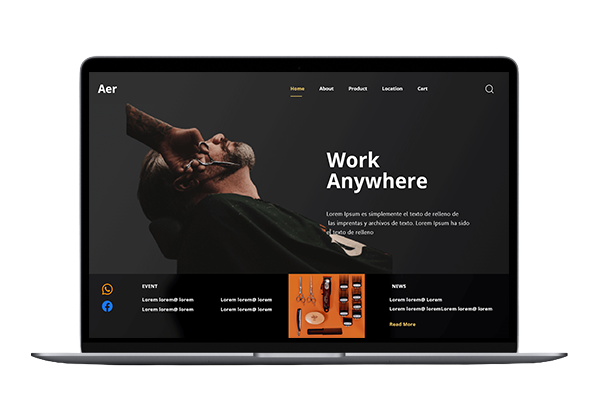 Aer
Home About Product Location Cart
Work
Anywhere
Lorem Ipsum es simplemente el texto de relleno de
las imprentas y archivos de texto. Lorem Ipsum ha sido
el texto de relleno
EVENT
Lorem lorem@ lorem Lorem lorem@ lorem
Lorem lorem@ lorem Lorem lorem@ lorem
NEWS
Lorem lorem@ Lorem
Lorem lorem@ loremLorem lorem@ lorem
Read More